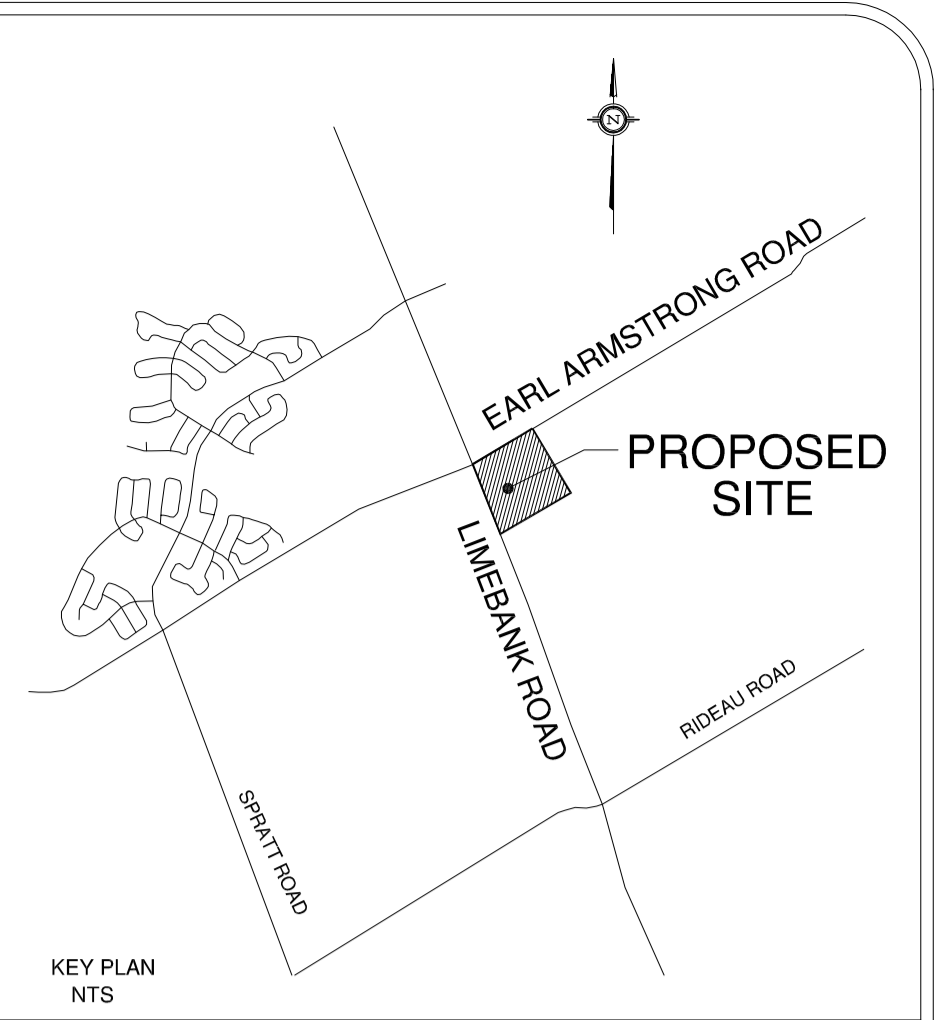 N
EARL ARMSTRONG ROAD
PROPOSED
SITE
LIMEBANK ROAD
RIDEAU ROAD
SPRATT ROAD
KEY PLAN
NTS